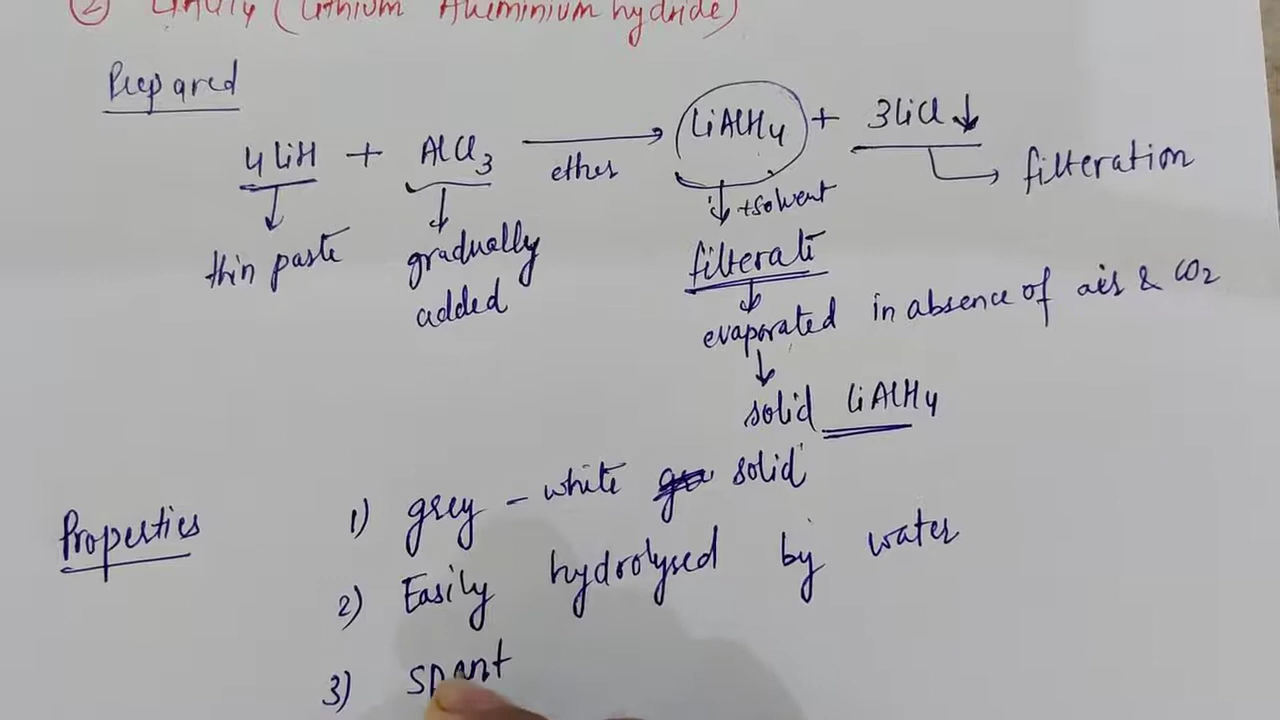 ② LiAlH4 (Lithium Aluminium hydride)
Prepared
4LiH + AlCl3 ether LiAlH4 + 3LiCl ↓
thin paste
gradually added
filteration
+solvent
filterate
evaporated in absence of air & CO2
solid LiAlH4
Properties
1) grey - white solid
2) Easily hydrolysed by water
3)